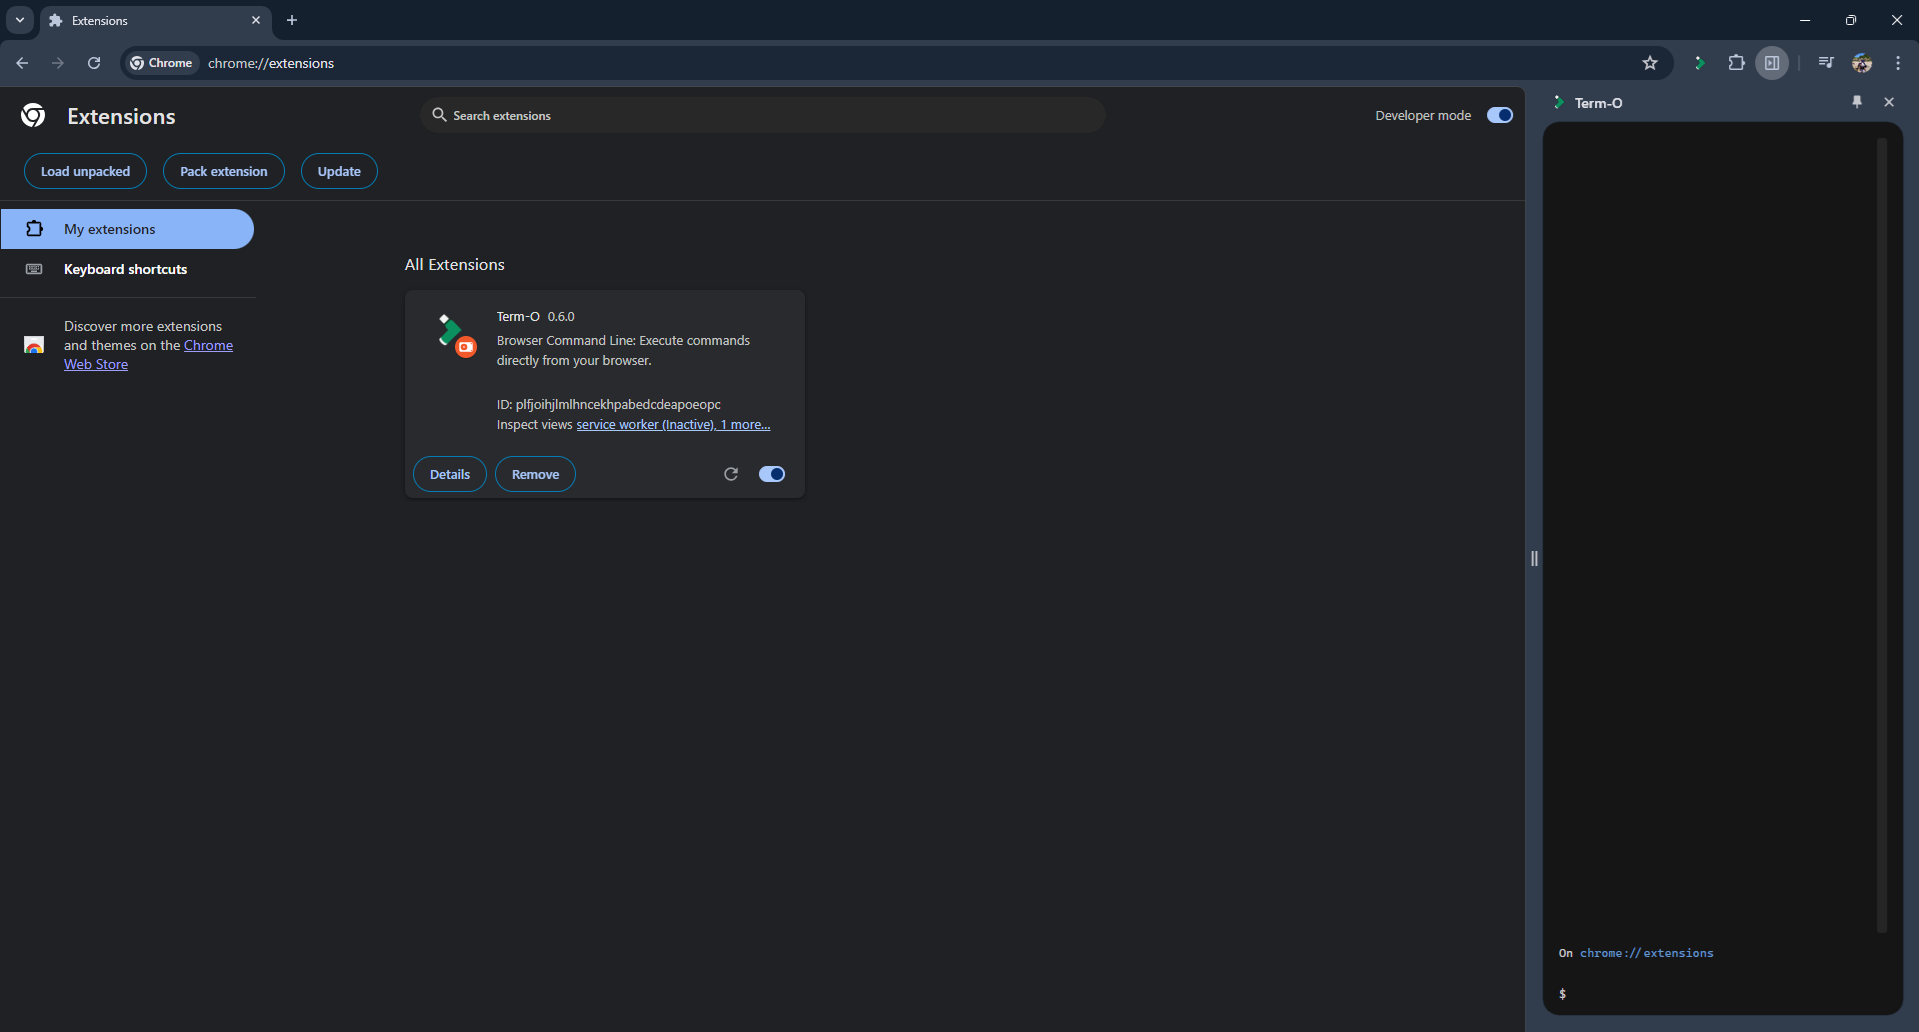 Extensions
Chrome
chrome://extensions
Extensions
Search extensions
Developer mode
Load unpacked
Pack extension
Update
My extensions
Keyboard shortcuts
Discover more extensions
and themes on the Chrome
Web Store
All Extensions
Term-O 0.6.0
Browser Command Line: Execute commands
directly from your browser.
ID: plfjoihjlmlhncekhpabedcdeapoeopc
Inspect views service worker (Inactive), 1 more...
Details
Remove
Term-O
On chrome://extensions
$